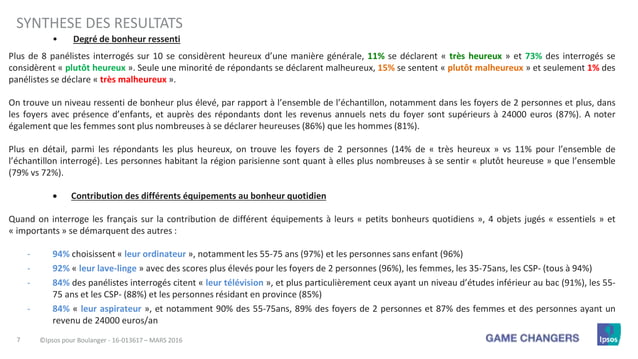 SYNTHESE DES RESULTATS
• Degré de bonheur ressenti
Plus de 8 panélistes interrogés sur 10 se considèrent heureux d’une manière générale, 11% se déclarent « très heureux » et 73% des interrogés se
considèrent « plutôt heureux ». Seule une minorité de répondants se déclarent malheureux, 15% se sentent « plutôt malheureux » et seulement 1% des
panélistes se déclare « très malheureux ».
On trouve un niveau ressenti de bonheur plus élevé, par rapport à l’ensemble de l’échantillon, notamment dans les foyers de 2 personnes et plus, dans
les foyers avec présence d’enfants, et auprès des répondants dont les revenus annuels nets du foyer sont supérieurs à 24000 euros (87%). A noter
également que les femmes sont plus nombreuses à se déclarer heureuses (86%) que les hommes (81%).
Plus en détail, parmi les répondants les plus heureux, on trouve les foyers de 2 personnes (14% de « très heureux » vs 11% pour l’ensemble de
l’échantillon interrogé). Les personnes habitant la région parisienne sont quant à elles plus nombreuses à se sentir « plutôt heureuse » que l’ensemble
(79% vs 72%).
• Contribution des différents équipements au bonheur quotidien
Quand on interroge les français sur la contribution de différent équipements à leurs « petits bonheurs quotidiens », 4 objets jugés « essentiels » et
« importants » se démarquent des autres :
- 94% choisissent « leur ordinateur », notamment les 55-75 ans (97%) et les personnes sans enfant (96%)
- 92% « leur lave-linge » avec des scores plus élevés pour les foyers de 2 personnes (96%), les femmes, les 35-75ans, les CSP- (tous à 94%)
- 84% des panélistes interrogés citent « leur télévision », et plus particulièrement ceux ayant un niveau d’études inférieur au bac (91%), les 55-
75 ans et les CSP- (88%) et les personnes résidant en province (85%)
- 84% « leur aspirateur », et notamment 90% des 55-75ans, 89% des foyers de 2 personnes et 87% des femmes et des personnes ayant un
revenu de 24000 euros/an
7 ©Ipsos pour Boulanger - 16-013617 – MARS 2016
GAME CHANGERS
Ipsos